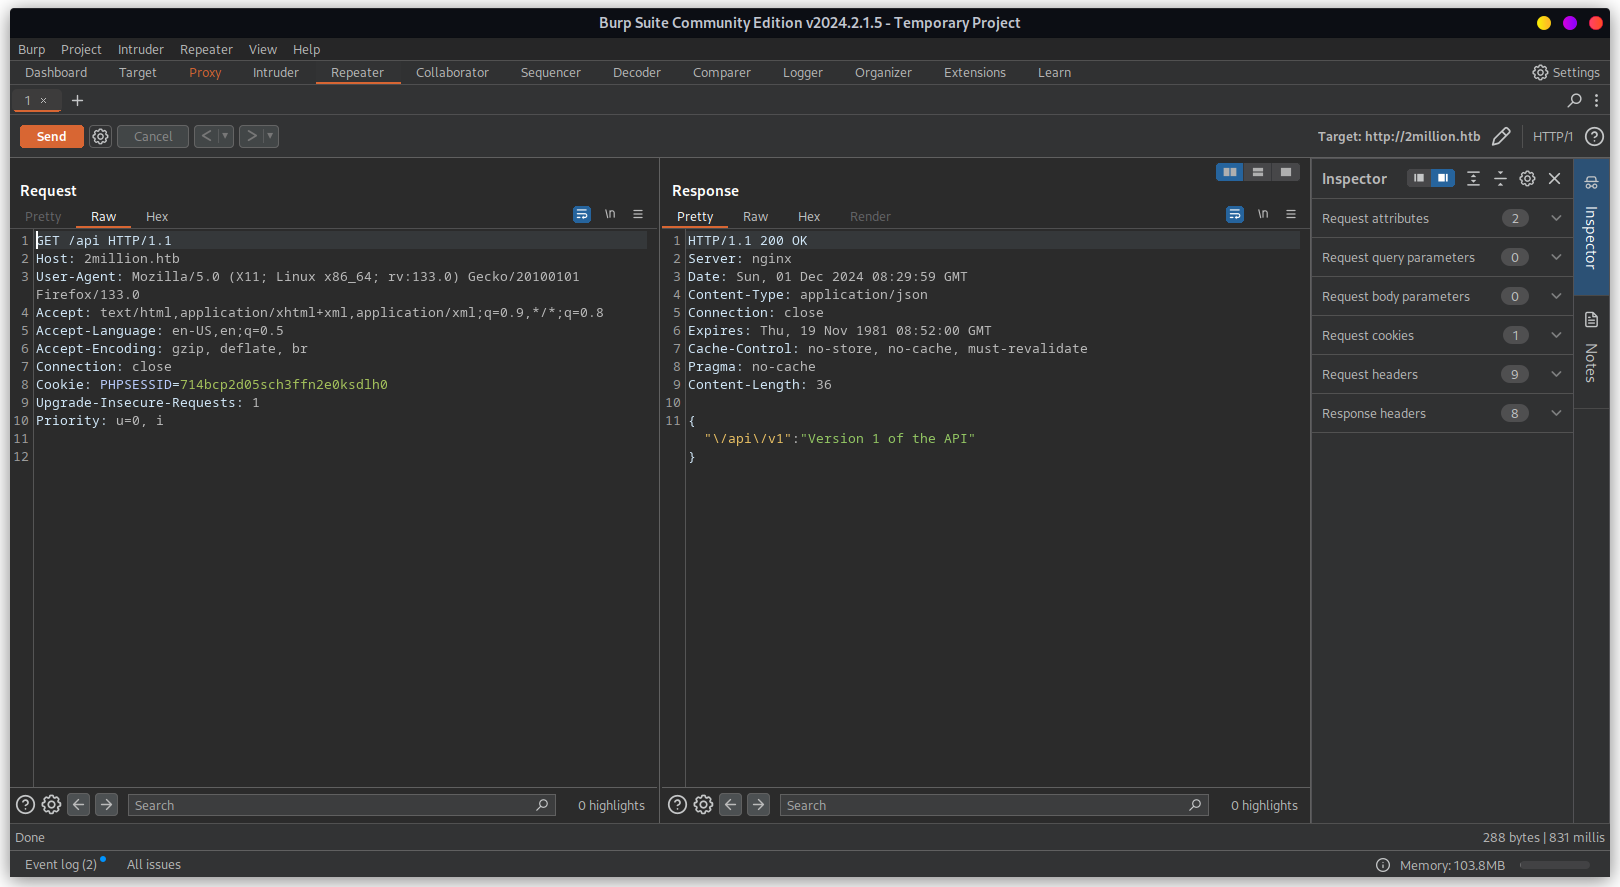 Burp Suite Community Edition v2024.2.1.5 - Temporary Project
Burp Project Intruder Repeater View Help
Dashboard Target Proxy Intruder Repeater Collaborator Sequencer Decoder Comparer Logger Organizer Extensions Learn Settings
1 × +
Send Cancel < > Target: http://2million.htb HTTP/1 ?
Request
Pretty Raw Hex \n
1 GET /api HTTP/1.1
2 Host: 2million.htb
3 User-Agent: Mozilla/5.0 (X11; Linux x86_64; rv:133.0) Gecko/20100101
Firefox/133.0
4 Accept: text/html,application/xhtml+xml,application/xml;q=0.9,*/*;q=0.8
5 Accept-Language: en-US,en;q=0.5
6 Accept-Encoding: gzip, deflate, br
7 Connection: close
8 Cookie: PHPSESSID=714bcp2d05sch3ffn2e0ksdlh0
9 Upgrade-Insecure-Requests: 1
10 Priority: u=0, i
11
12
? Search 0 highlights
Response
Pretty Raw Hex Render \n
1 HTTP/1.1 200 OK
2 Server: nginx
3 Date: Sun, 01 Dec 2024 08:29:59 GMT
4 Content-Type: application/json
5 Connection: close
6 Expires: Thu, 19 Nov 1981 08:52:00 GMT
7 Cache-Control: no-store, no-cache, must-revalidate
8 Pragma: no-cache
9 Content-Length: 36
10
11 {
"\/api\/v1":"Version 1 of the API"
}
? Search 0 highlights
Inspector
Request attributes 2
Request query parameters 0
Request body parameters 0
Request cookies 1
Request headers 9
Response headers 8
Inspector
Notes
Done 288 bytes | 831 millis
Event log (2) All issues Memory: 103.8MB